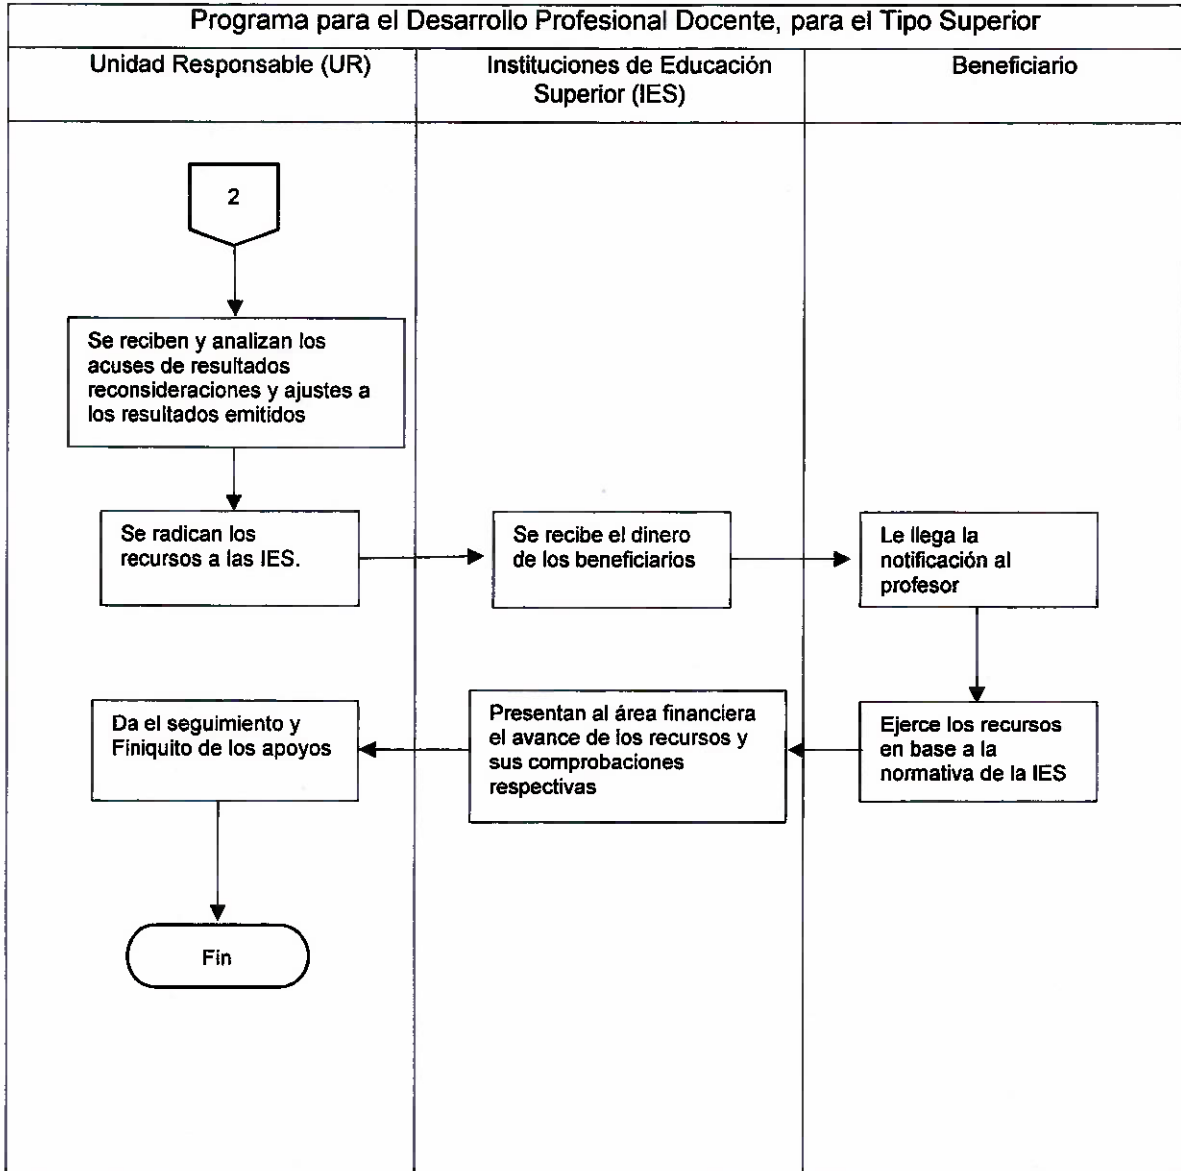 Programa para el Desarrollo Profesional Docente, para el Tipo Superior
Unidad Responsable (UR)
Instituciones de Educación
Superior (IES)
Beneficiario
2
Se reciben y analizan los
acuses de resultados
reconsideraciones y ajustes a
los resultados emitidos
Se radican los
recursos a las IES.
Se recibe el dinero
de los beneficiarios
Le llega la
notificación al
profesor
Da el seguimiento y
Finiquito de los apoyos
Presentan al área financiera
el avance de los recursos y
sus comprobaciones
respectivas
Ejerce los recursos
en base a la
normativa de la IES
Fin